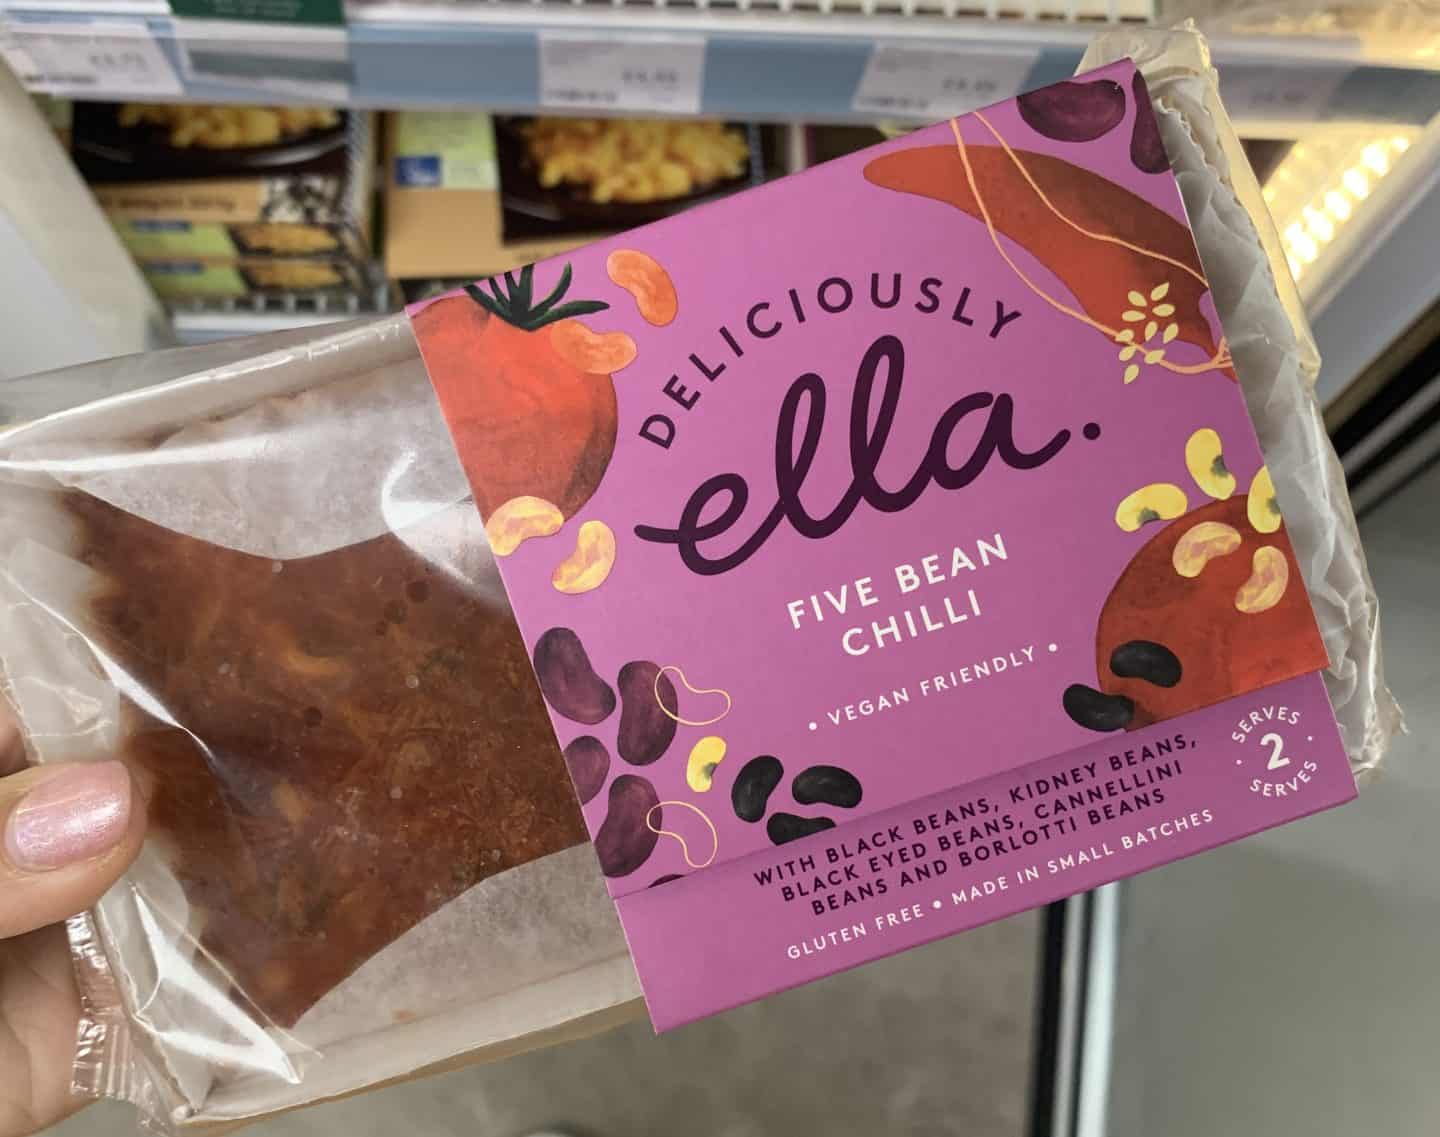 DELICIOUSLY
ella.
FIVE BEAN
CHILLI
• VEGAN FRIENDLY •
WITH BLACK BEANS, KIDNEY BEANS,
BLACK EYED BEANS, CANNELLINI
BEANS AND BORLOTTI BEANS
GLUTEN FREE • MADE IN SMALL BATCHES
SERVES
2
SERVES